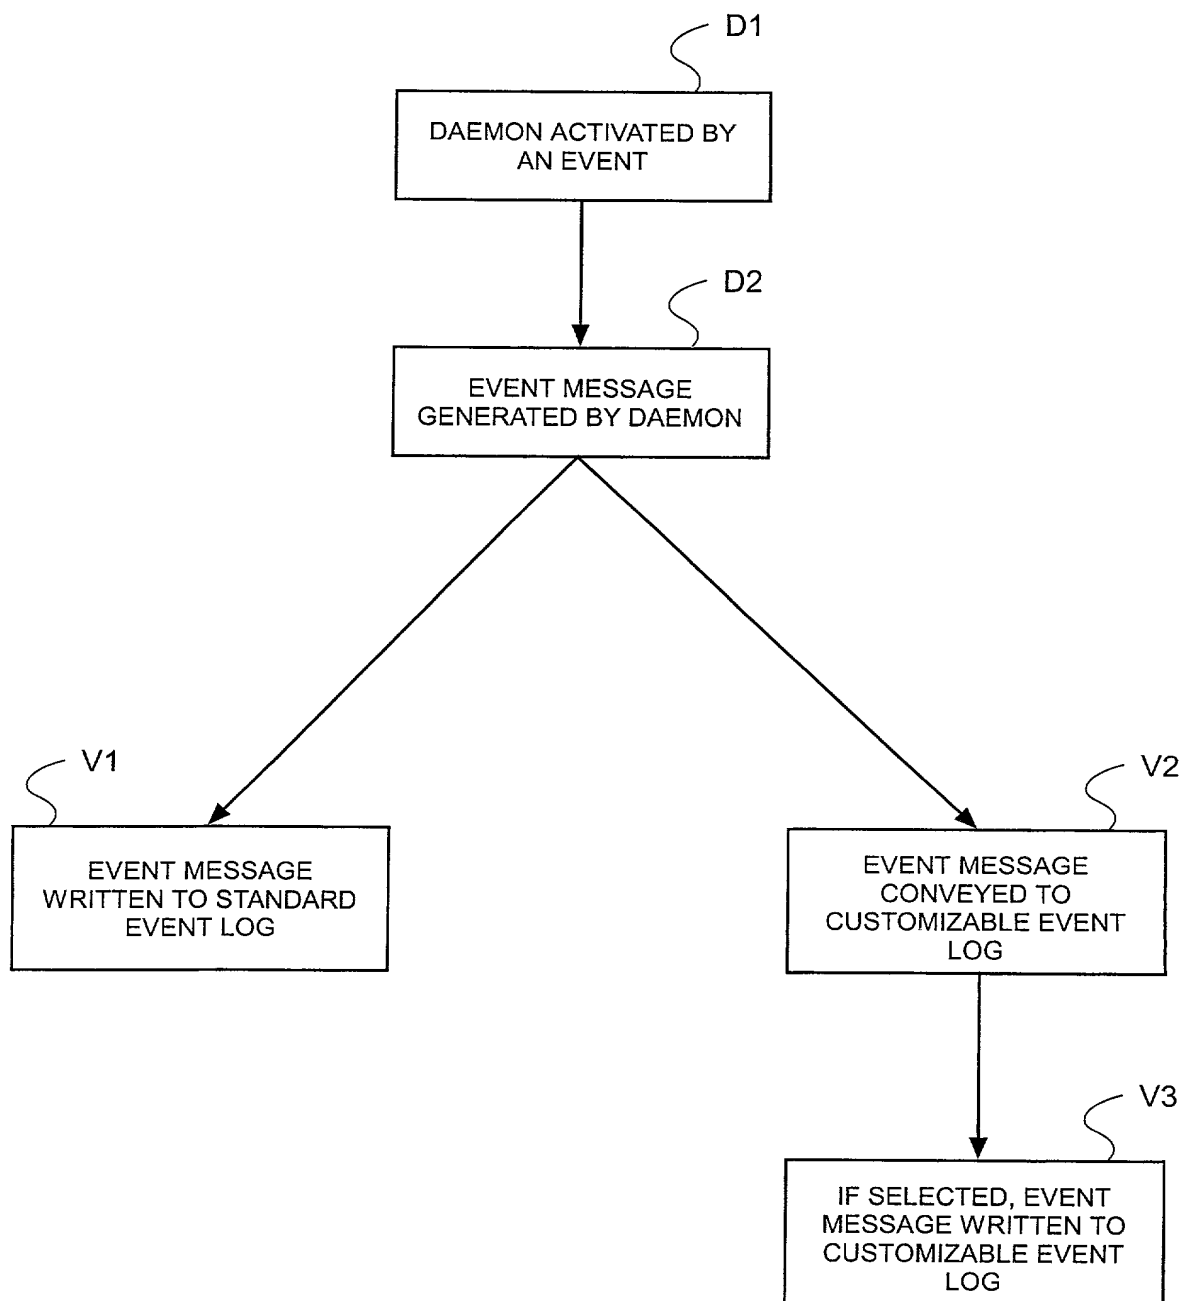 D1
DAEMON ACTIVATED BY
AN EVENT
D2
EVENT MESSAGE
GENERATED BY DAEMON
V1
EVENT MESSAGE
WRITTEN TO STANDARD
EVENT LOG
V2
EVENT MESSAGE
CONVEYED TO
CUSTOMIZABLE EVENT
LOG
V3
IF SELECTED, EVENT
MESSAGE WRITTEN TO
CUSTOMIZABLE EVENT
LOG